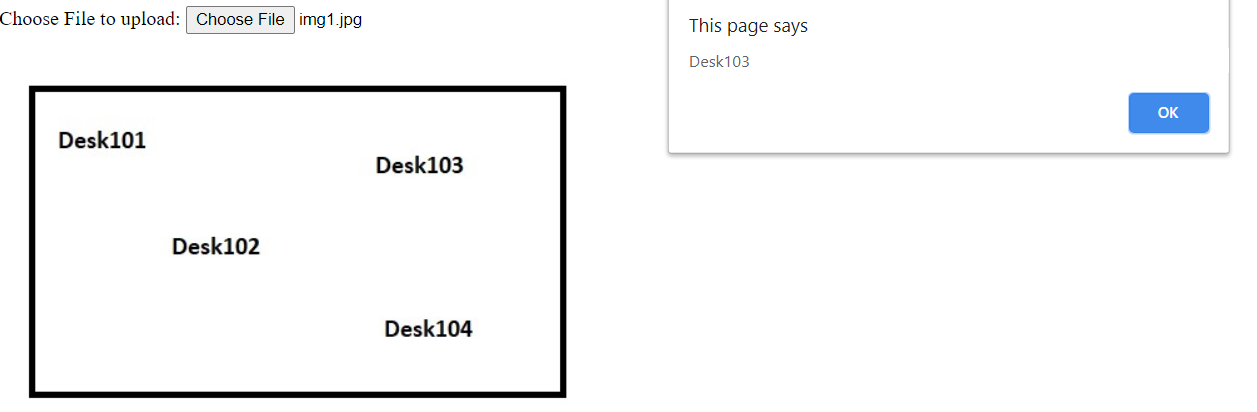 Choose File to upload: Choose File img1.jpg
This page says
Desk103
OK
Desk101
Desk103
Desk102
Desk104